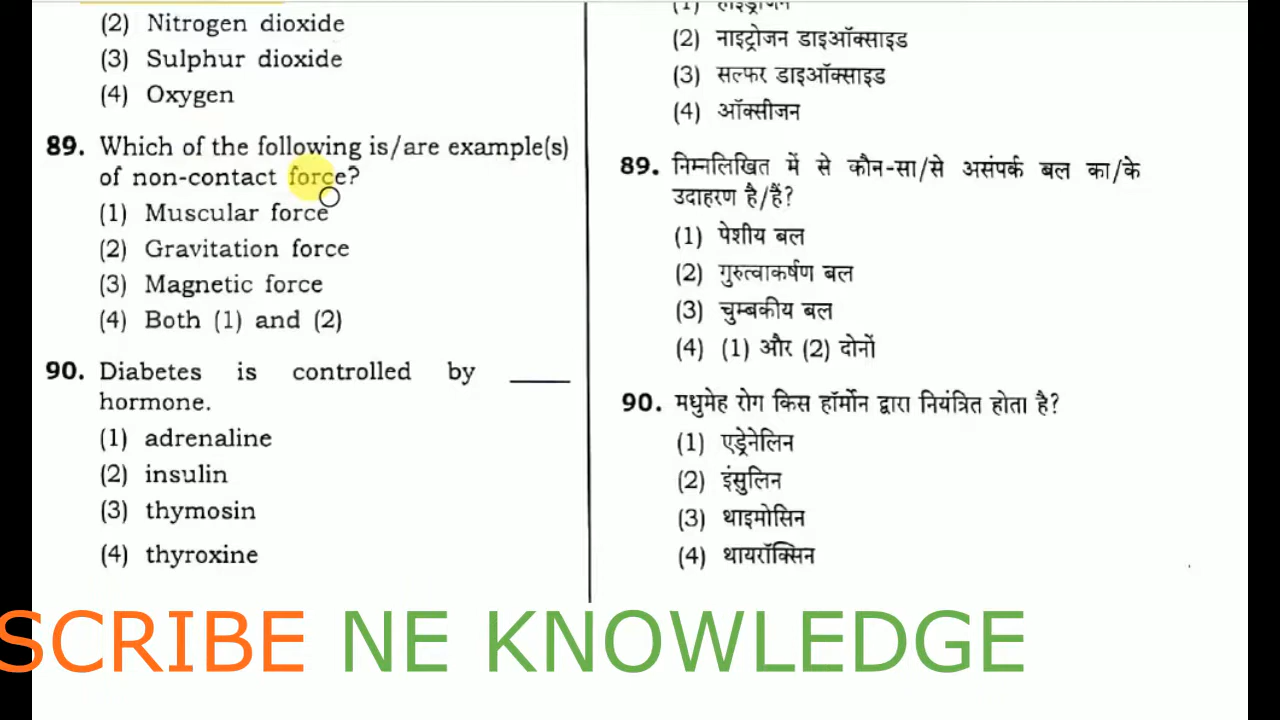 (2) Nitrogen dioxide
(3) Sulphur dioxide
(4) Oxygen
89. Which of the following is/are example(s)
of non-contact force?
(1) Muscular force
(2) Gravitation force
(3) Magnetic force
(4) Both (1) and (2)
90. Diabetes is controlled by ____
hormone.
(1) adrenaline
(2) insulin
(3) thymosin
(4) thyroxine
(1) हाइड्रोजन
(2) नाइट्रोजन डाइऑक्साइड
(3) सल्फर डाइऑक्साइड
(4) ऑक्सीजन
89. निम्नलिखित में से कौन-सा/से असंपर्क बल का/के
उदाहरण है/हैं?
(1) पेशीय बल
(2) गुरुत्वाकर्षण बल
(3) चुम्बकीय बल
(4) (1) और (2) दोनों
90. मधुमेह रोग किस हॉर्मोन द्वारा नियंत्रित होता है?
(1) एड्रेनेलिन
(2) इंसुलिन
(3) थाइमोसिन
(4) थायरॉक्सिन
SCRIBE NE KNOWLEDGE